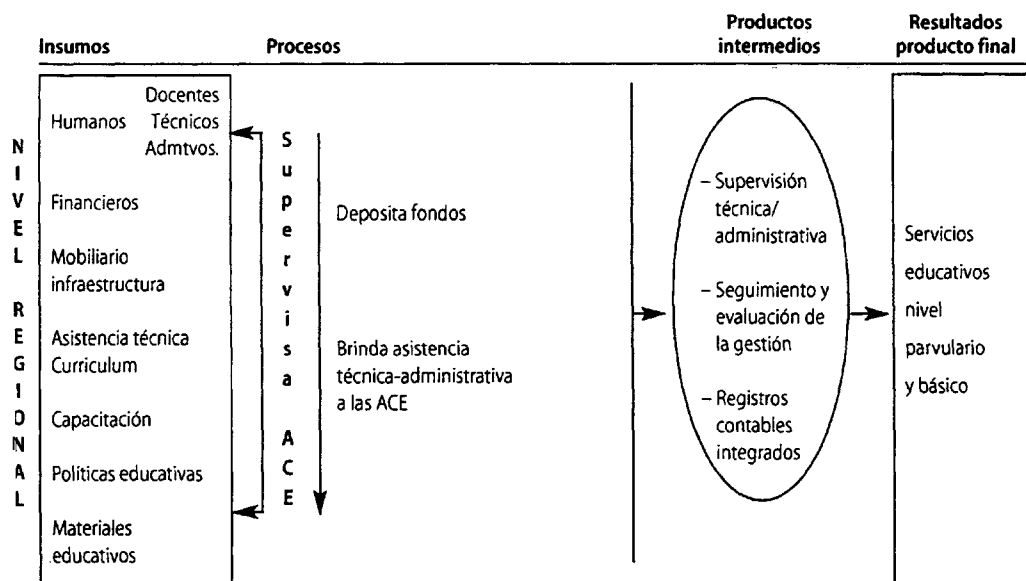 Insumos
Procesos
Productos
intermedios
Resultados
producto final
NIVEL REGIONAL
Humanos
Docentes
Técnicos
Admtvos.
Financieros
Mobiliario
infraestructura
Asistencia técnica
Curriculum
Capacitación
Políticas educativas
Materiales
educativos
Supervisa ACE
Deposita fondos
Brinda asistencia
técnica-administrativa
a las ACE
– Supervisión
técnica/
administrativa
– Seguimiento y
evaluación de
la gestión
– Registros
contables
integrados
Servicios
educativos
nivel
parvulario
y básico